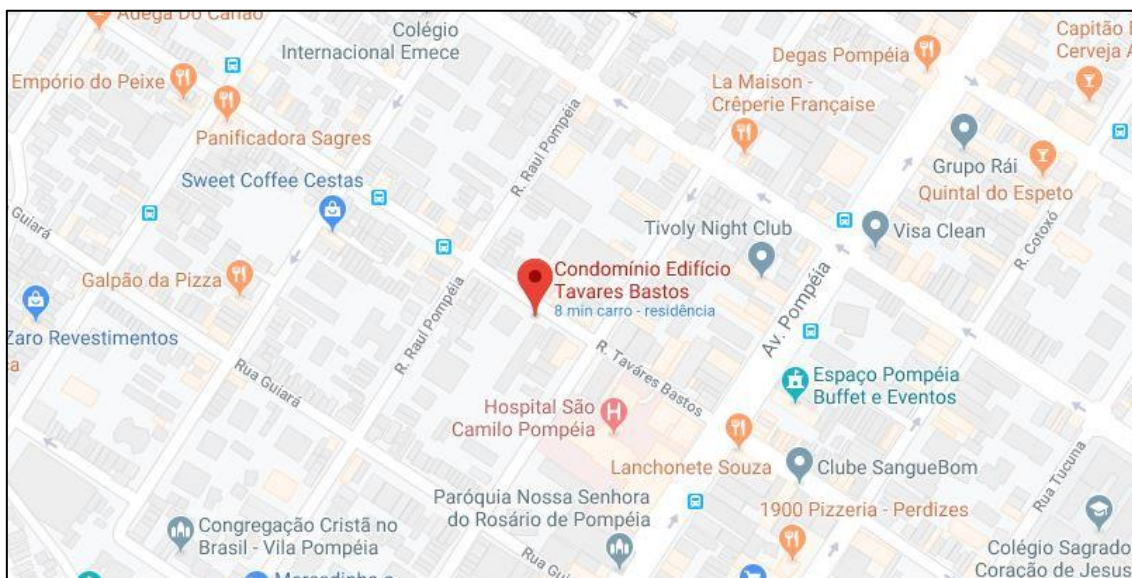 Adega Do Canão
Colégio
Internacional Emece
Degas Pompéia
Capitão
Cerveja A
Empório do Peixe
La Maison -
Crêperie Française
Panificadora Sagres
R. Raul Pompéia
Grupo Rái
Sweet Coffee Cestas
Quintal do Espeto
Guiará
Tivoly Night Club
Visa Clean
R. Cotoxó
Galpão da Pizza
Condomínio Edifício
Tavares Bastos
8 min carro - residência
Av. Pompéia
R. Raul Pompéia
Zaro Revestimentos
Rua Guiará
R. Taváres Bastos
Espaço Pompéia
Buffet e Eventos
Hospital São
Camilo Pompéia
H
Lanchonete Souza
Clube SangueBom
Rua Tucuna
Paróquia Nossa Senhora
do Rosário de Pompéia
1900 Pizzeria - Perdizes
Congregação Cristã no
Brasil - Vila Pompéia
Colégio Sagrado
Coração de Jesus
Rua Gu